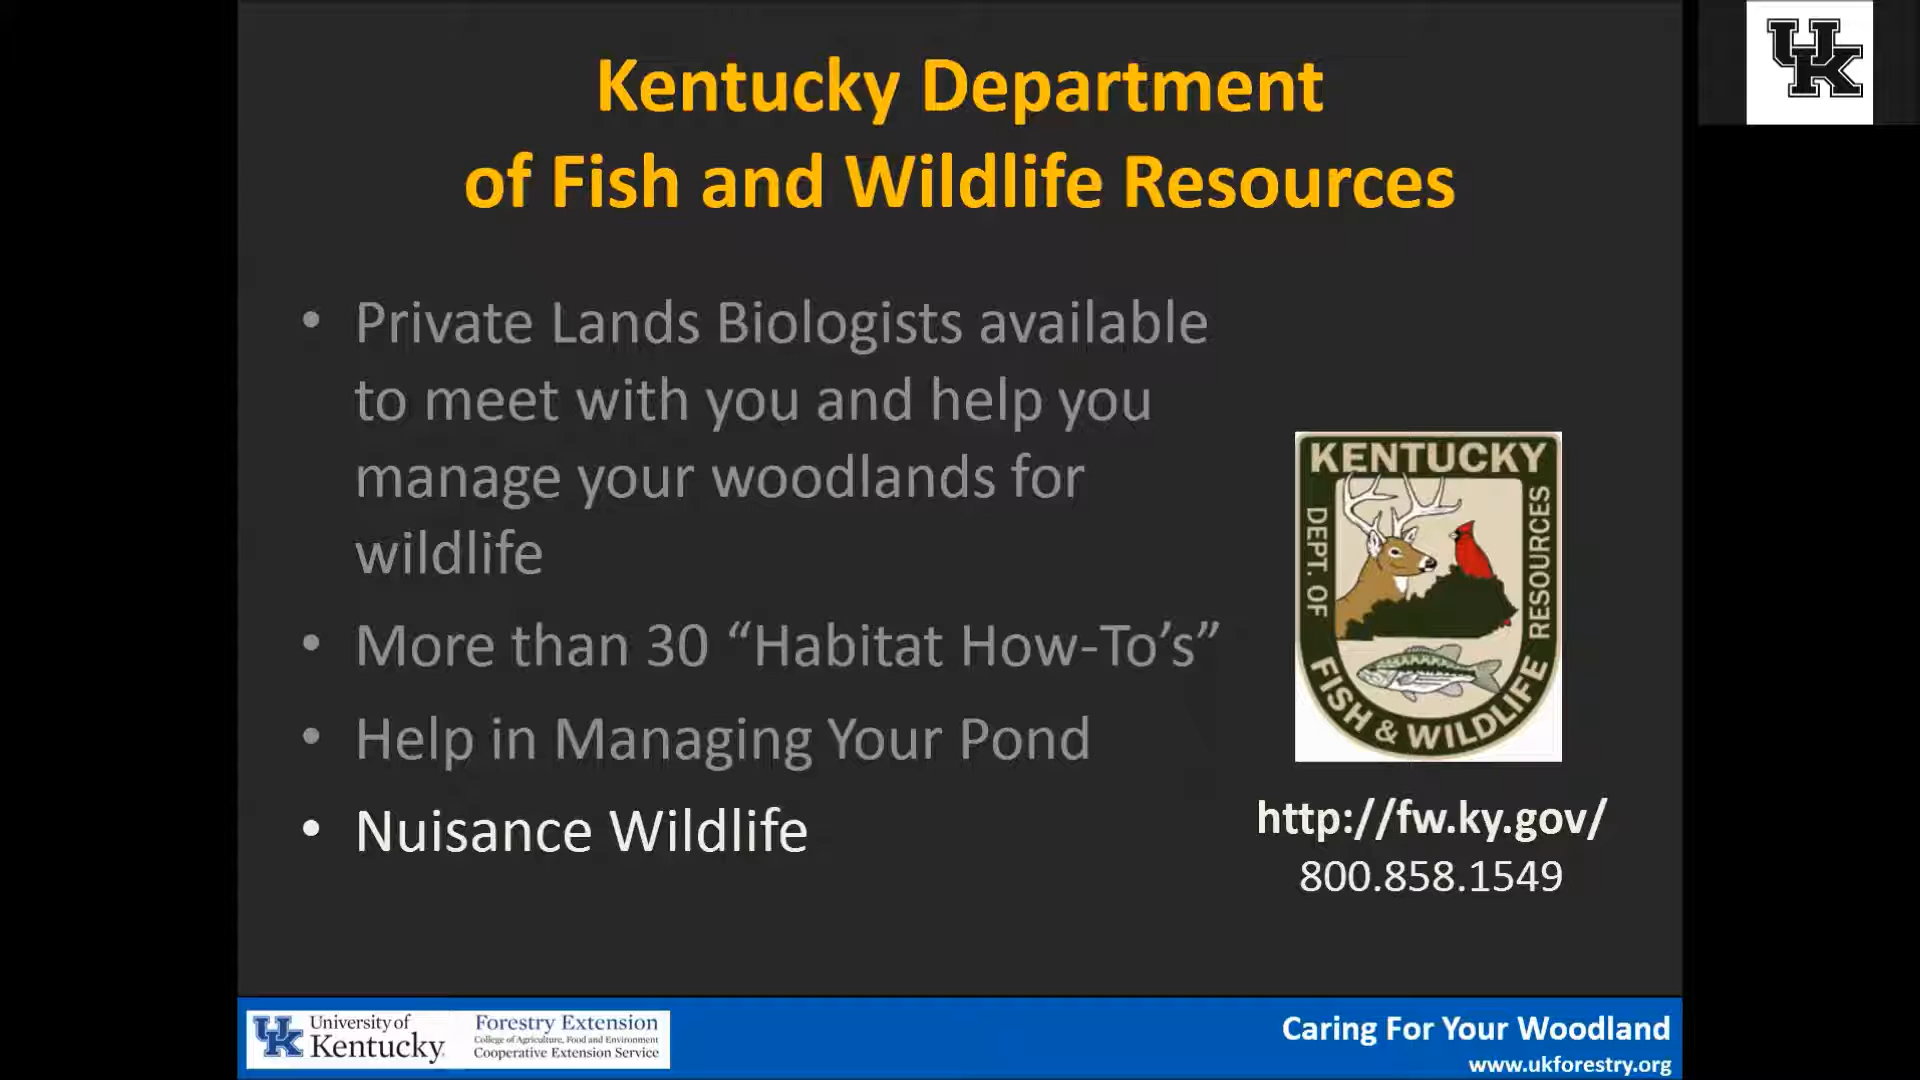 UK
Kentucky Department
of Fish and Wildlife Resources
• Private Lands Biologists available
to meet with you and help you
manage your woodlands for
wildlife
• More than 30 “Habitat How-To’s”
• Help in Managing Your Pond
• Nuisance Wildlife
KENTUCKY
DEPT. OF
FISH & WILDLIFE
RESOURCES
http://fw.ky.gov/
800.858.1549
UK
University of
Kentucky
Forestry Extension
College of Agriculture, Food and Environment
Cooperative Extension Service
Caring For Your Woodland
www.ukforestry.org